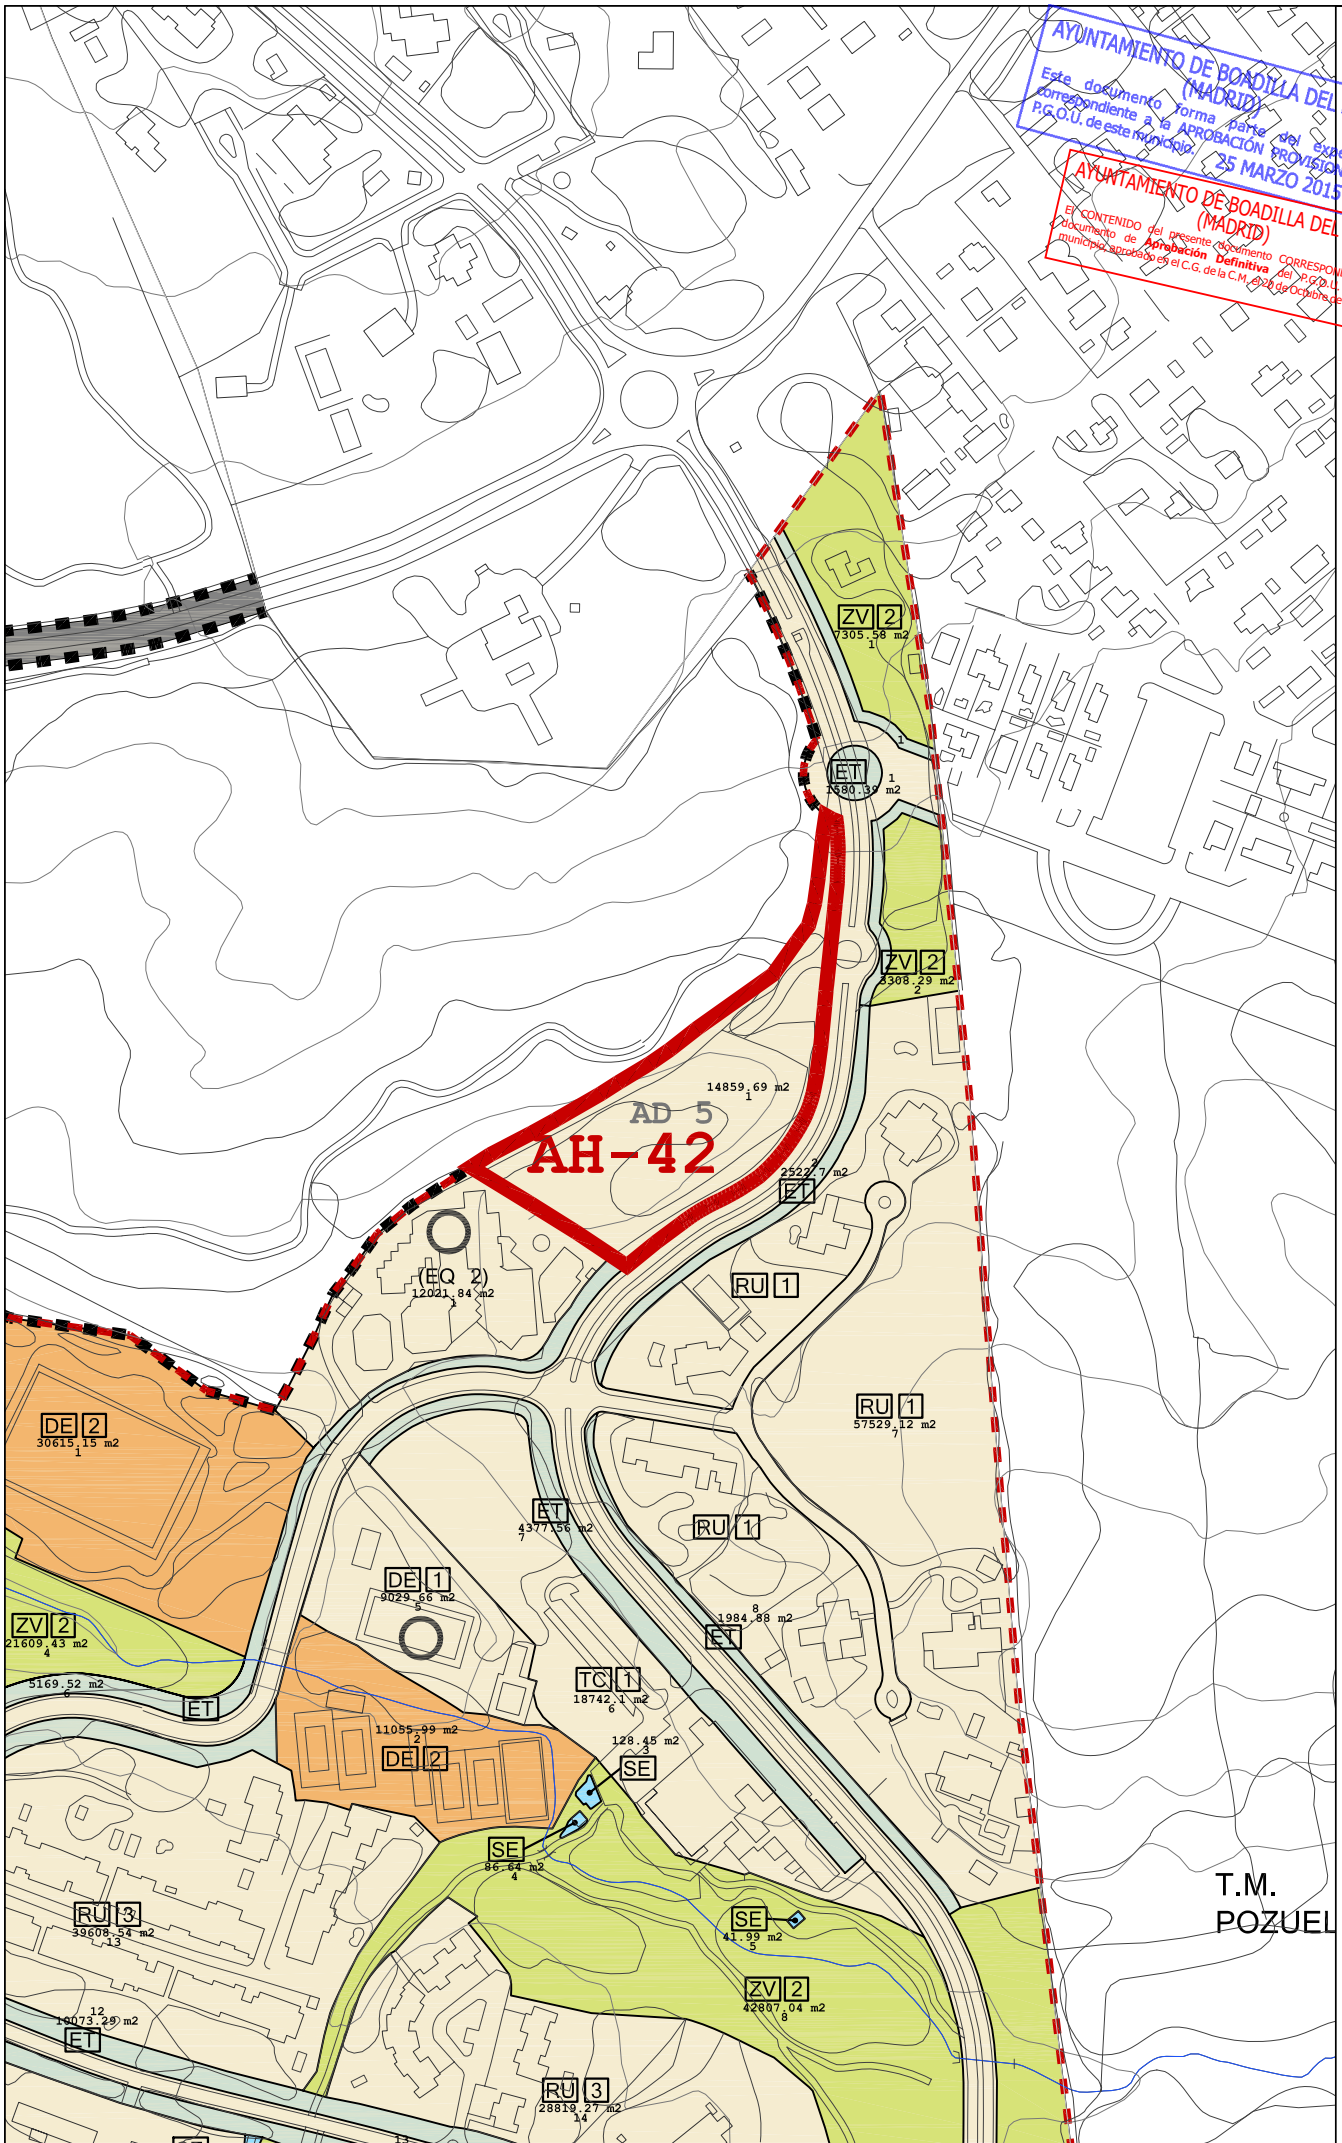 AYUNTAMIENTO DE BOADILLA DEL
(MADRID)
Este documento forma parte del expe
correspondiente a la APROBACIÓN PROVISION
P.G.O.U. de este municipio. 25 MARZO 2015
AYUNTAMIENTO DE BOADILLA DEL
(MADRID)
El CONTENIDO del presente documento CORRESPON
documento de Aprobación Definitiva del P.G.O.U.
municipio aprobado en el C.G. de la C.M. el 20 de Octubre de
ZV 2
7305.58 m2
1
1
ET
1
1580.39 m2
ZV 2
3308.29 m2
2
14859.69 m2
1
AD 5
AH-42
2
2522.7 m2
ET
(EQ 2)
12021.84 m2
1
RU 1
DE 2
30615.15 m2
1
RU 1
57529.12 m2
7
ET
4377.56 m2
7
RU 1
DE 1
9029.66 m2
5
8
1984.88 m2
ET
ZV 2
21609.43 m2
4
5169.52 m2
6
ET
TC 1
18742.1 m2
6
11055.99 m2
2
DE 2
128.45 m2
3
SE
SE
86.64 m2
4
RU 3
39608.54 m2
13
SE
41.99 m2
5
T.M.
POZUEL
ZV 2
42807.04 m2
8
12
10073.29 m2
ET
RU 3
28819.27 m2
14
13